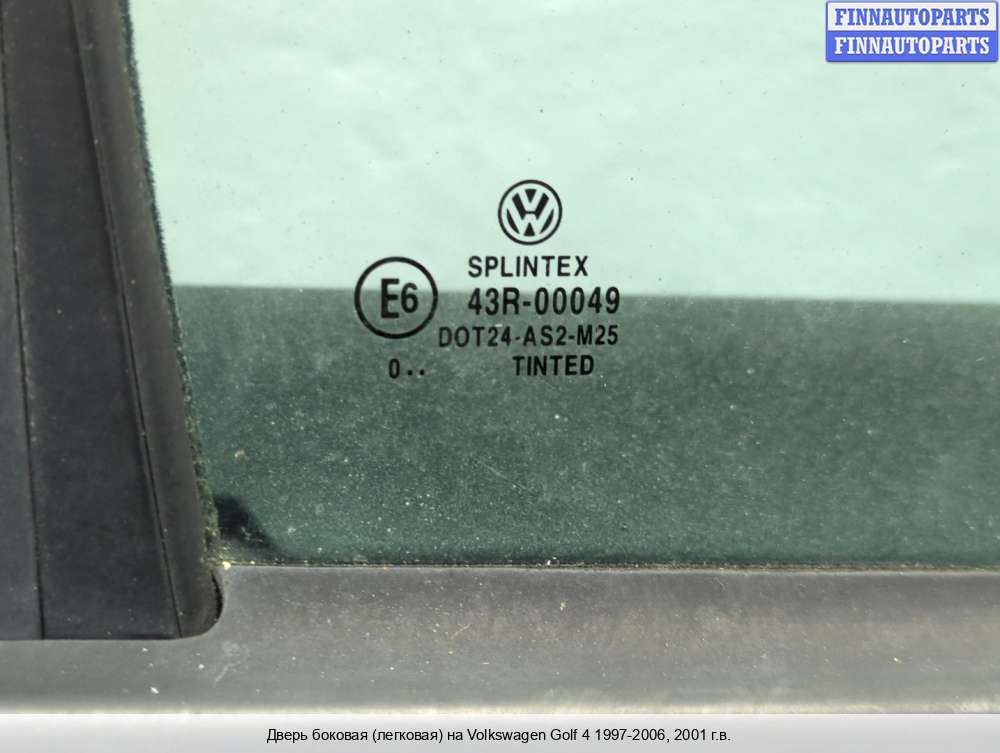 FINNAUTOPARTS
FINNAUTOPARTS
VW
SPLINTEX
E6
43R-00049
DOT24-AS2-M25
0..
TINTED
Дверь боковая (легковая) на Volkswagen Golf 4 1997-2006, 2001 г.в.